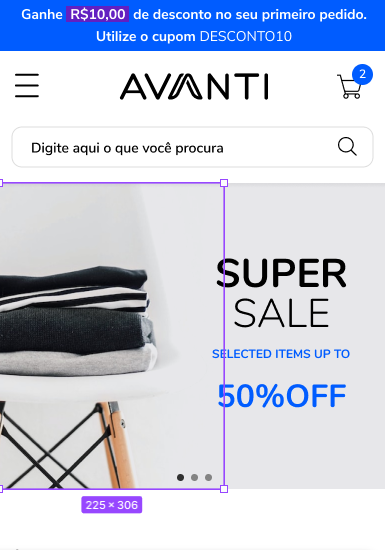 Ganhe R$10,00 de desconto no seu primeiro pedido.
Utilize o cupom DESCONTO10
AVANTI
2
Digite aqui o que você procura
SUPER
SALE
SELECTED ITEMS UP TO
50%OFF
225 × 306